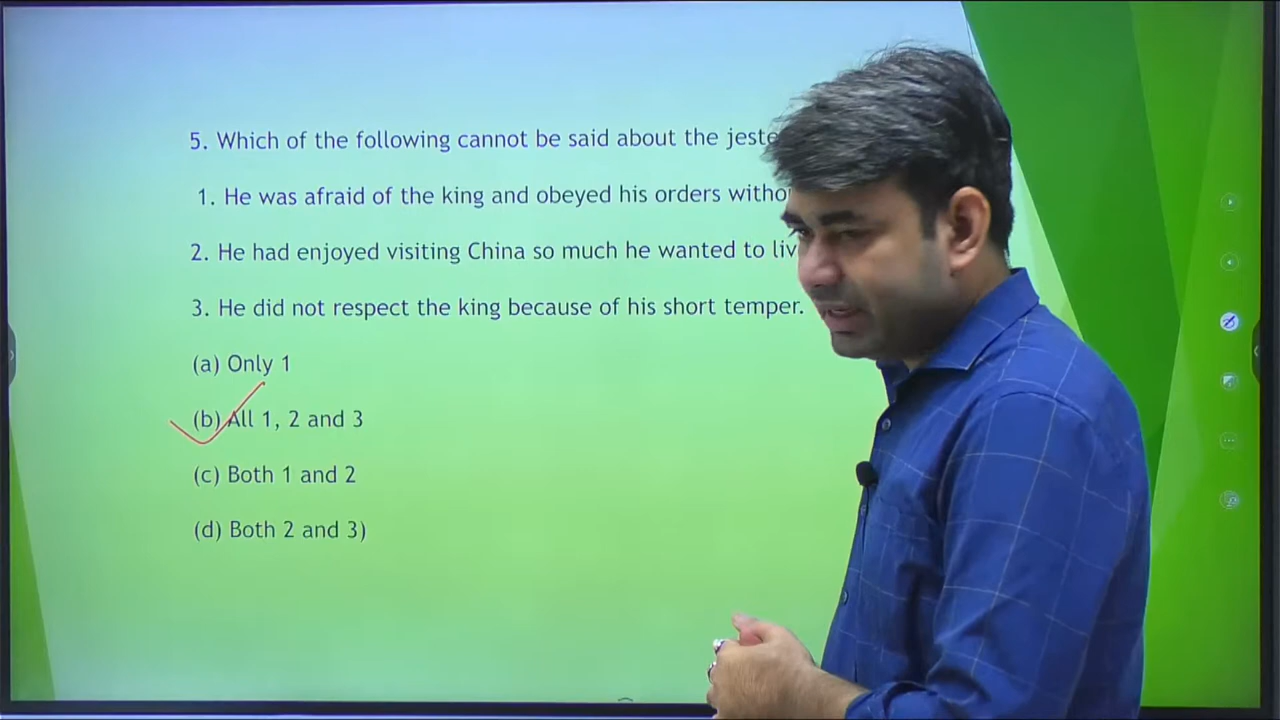 5. Which of the following cannot be said about the
1. He was afraid of the king and obeyed his orders
2. He had enjoyed visiting China so much he wanted to
3. He did not respect the king because of his short temper.
(a) Only 1
(b) All 1, 2 and 3
(c) Both 1 and 2
(d) Both 2 and 3)